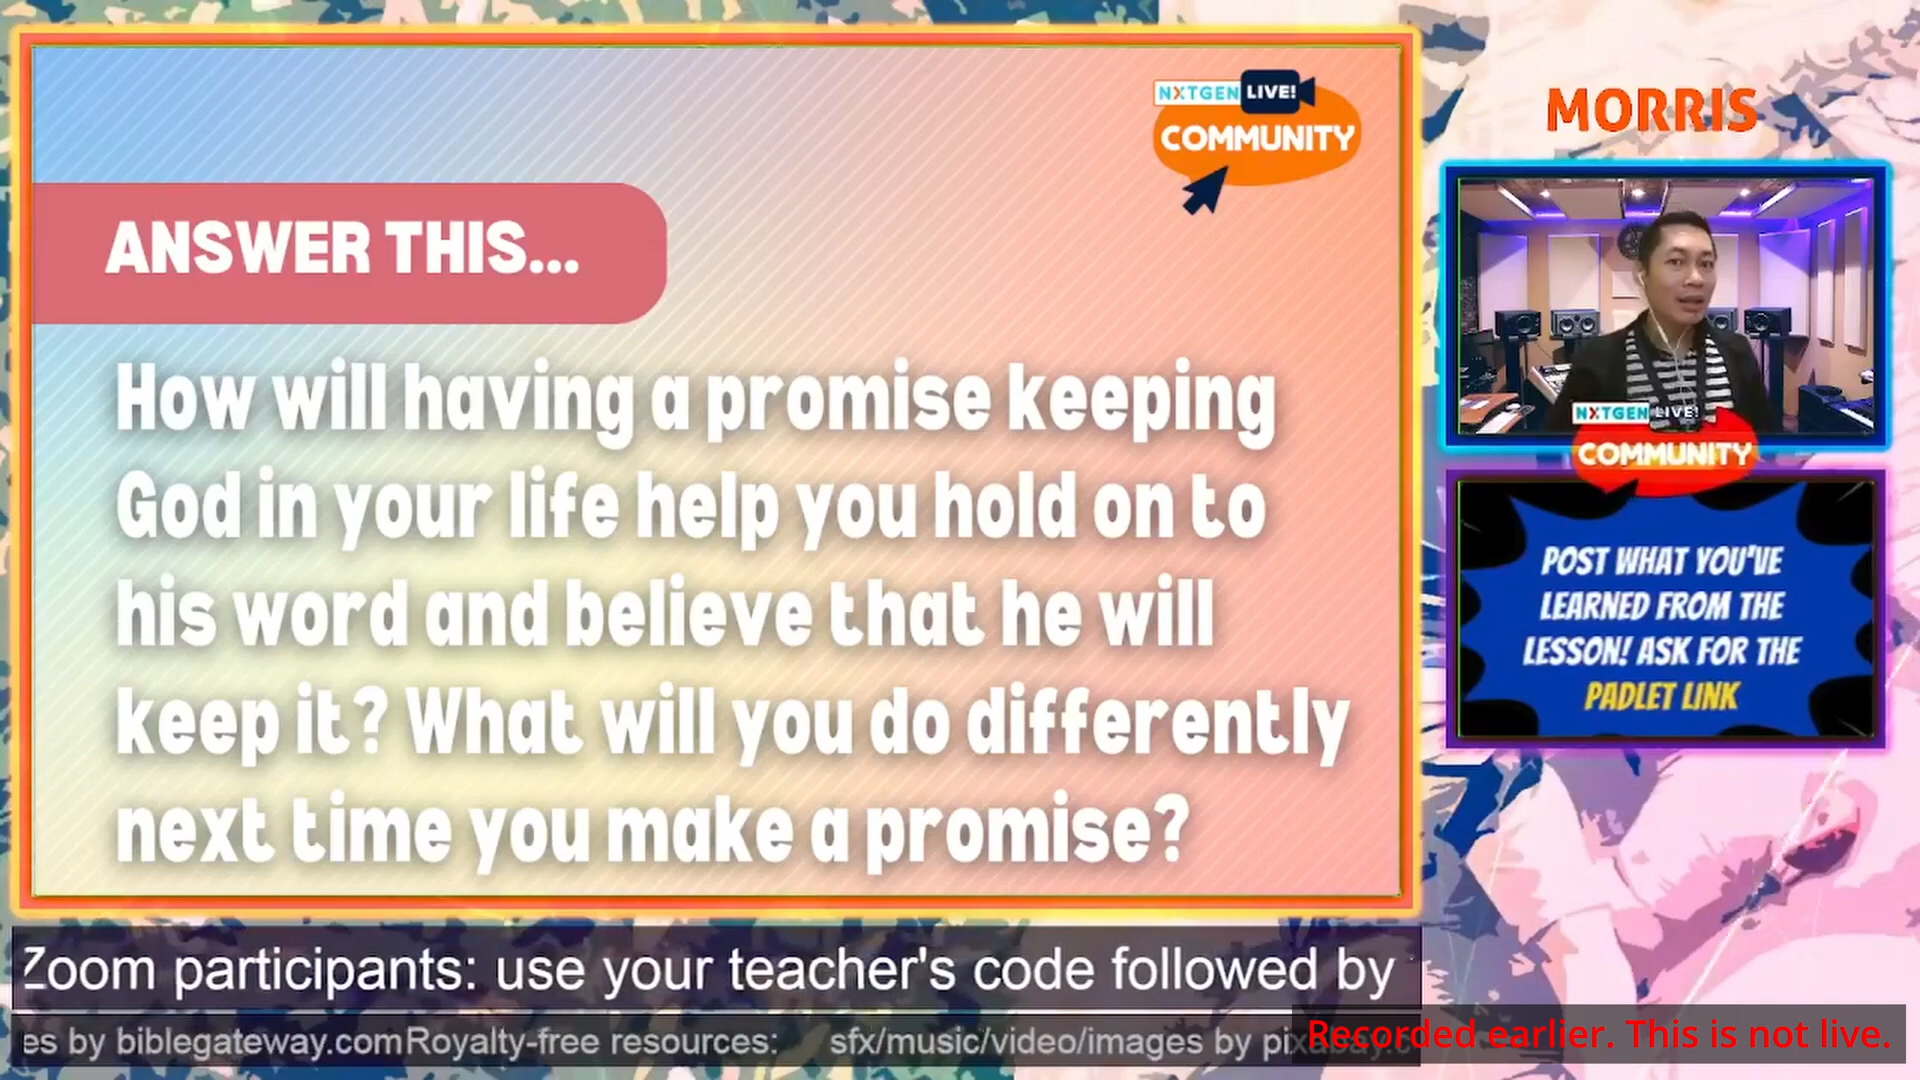 NXTGEN LIVE!
COMMUNITY
ANSWER THIS...
How will having a promise keeping
God in your life help you hold on to
his word and believe that he will
keep it? What will you do differently
next time you make a promise?
MORRIS
NXTGEN LIVE!
COMMUNITY
POST WHAT YOU'VE
LEARNED FROM THE
LESSON! ASK FOR THE
PADLET LINK
Zoom participants: use your teacher's code followed by
es by biblegateway.comRoyalty-free resources: sfx/music/video/images by pixabay.c
Recorded earlier. This is not live.